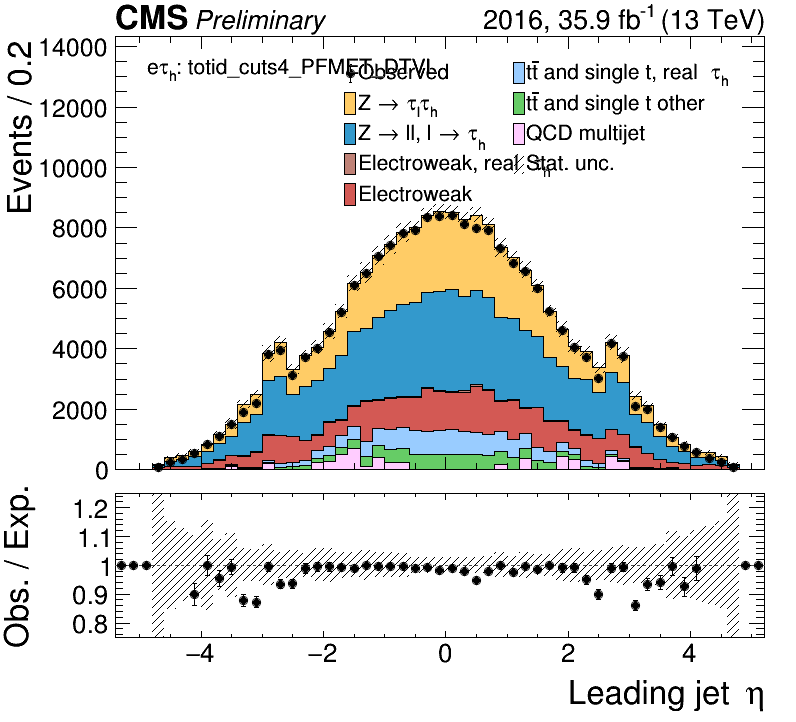 CMS Preliminary 2016, 35.9 fb⁻¹ (13 TeV)
Events / 0.2
14000
12000
10000
8000
6000
4000
2000
0
eτh: totid_cuts4_PFMET_DTVL
Observed
Z → τlτh
Z → ll, l → τh
Electroweak, real τh
Electroweak
tt̄ and single t, real τh
tt̄ and single t other
QCD multijet
Stat. unc.
Obs. / Exp.
1.2
1.1
1
0.9
0.8
−4 −2 0 2 4
Leading jet η